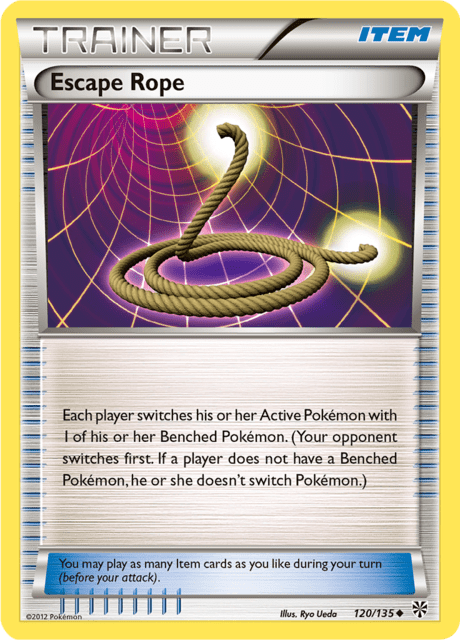 TRAINER
ITEM
Escape Rope
Each player switches his or her Active Pokémon with
1 of his or her Benched Pokémon. (Your opponent
switches first. If a player does not have a Benched
Pokémon, he or she doesn't switch Pokémon.)
You may play as many Item cards as you like during your turn
(before your attack).
©2012 Pokémon
Illus. Ryo Ueda
120/135